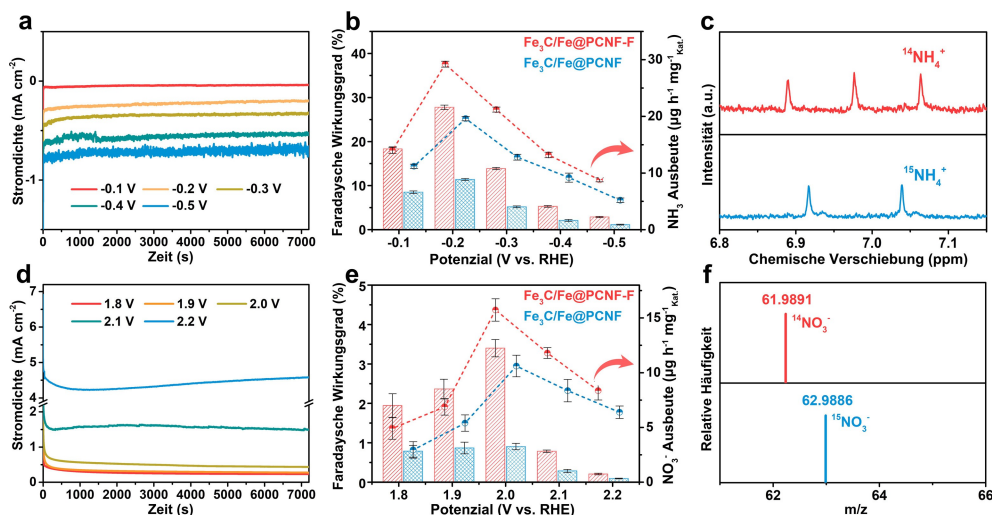 a
Stromdichte (mA cm⁻²)
0
-1
-0.1 V
-0.2 V
-0.3 V
-0.4 V
-0.5 V
0 1000 2000 3000 4000 5000 6000 7000
Zeit (s)
b
Faradaysche Wirkungsgrad (%)
40
30
20
10
0
Fe₃C/Fe@PCNF-F
Fe₃C/Fe@PCNF
30
20
10
0
NH₃ Ausbeute (µg h⁻¹ mg⁻¹Kat.)
-0.1 -0.2 -0.3 -0.4 -0.5
Potenzial (V vs. RHE)
c
Intensität (a.u.)
¹⁴NH₄⁺
¹⁵NH₄⁺
6.8 6.9 7.0 7.1
Chemische Verschiebung (ppm)
d
Stromdichte (mA cm⁻²)
7
6
5
4
2
1
0
1.8 V
1.9 V
2.0 V
2.1 V
2.2 V
0 1000 2000 3000 4000 5000 6000 7000
Zeit (s)
e
Faradaysche Wirkungsgrad (%)
5
4
3
2
1
0
Fe₃C/Fe@PCNF-F
Fe₃C/Fe@PCNF
15
10
5
0
NO₃⁻ Ausbeute (µg h⁻¹ mg⁻¹Kat.)
1.8 1.9 2.0 2.1 2.2
Potenzial (V vs. RHE)
f
Relative Häufigkeit
61.9891
¹⁴NO₃⁻
62.9886
¹⁵NO₃⁻
62 64 66
m/z